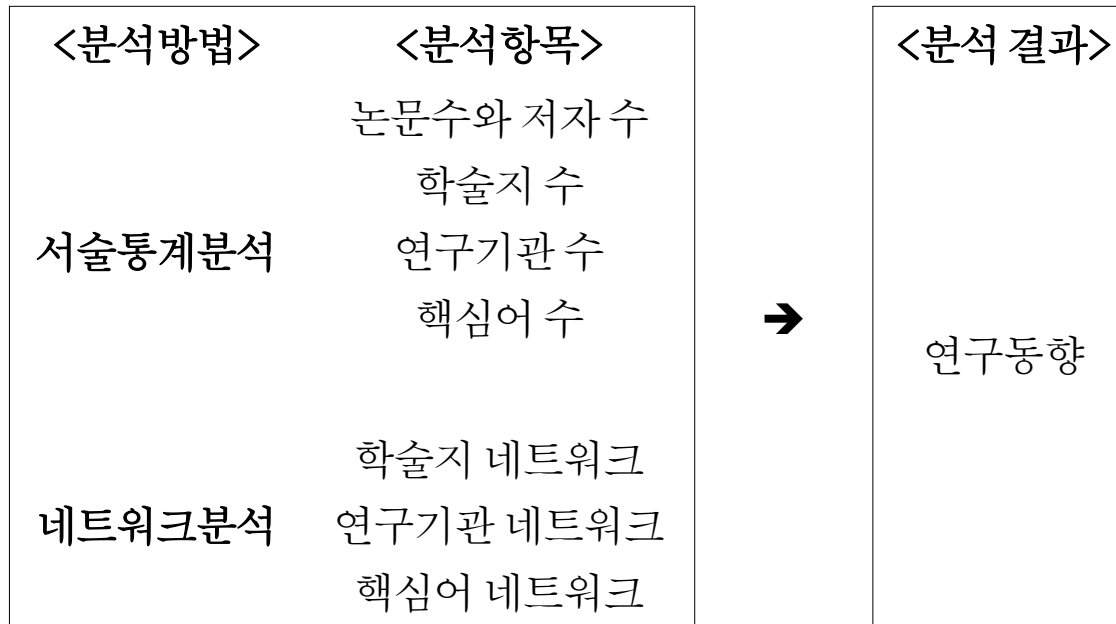 <분석방법> <분석항목> <분석 결과>
논문수와 저자 수
학술지 수
서술통계분석 연구기관 수
핵심어 수
➔
연구동향
학술지 네트워크
네트워크분석 연구기관 네트워크
핵심어 네트워크